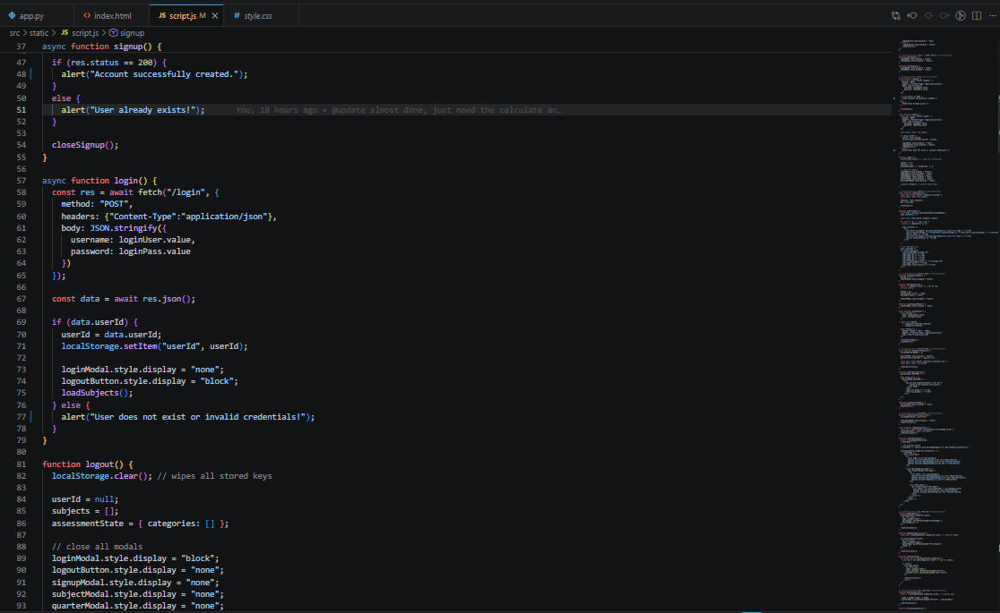 app.py
index.html
JS script.js M
# style.css
src > static > JS script.js > signup
37 async function signup() {
47 if (res.status == 200) {
48 alert("Account successfully created.");
49 }
50 else {
51 alert("User already exists!"); You, 18 hours ago • @update almost done, just need the calculate an…
52 }
53
54 closeSignup();
55 }
56
57 async function login() {
58 const res = await fetch("/login", {
59 method: "POST",
60 headers: {"Content-Type":"application/json"},
61 body: JSON.stringify({
62 username: loginUser.value,
63 password: loginPass.value
64 })
65 });
66
67 const data = await res.json();
68
69 if (data.userId) {
70 userId = data.userId;
71 localStorage.setItem("userId", userId);
72
73 loginModal.style.display = "none";
74 logoutButton.style.display = "block";
75 loadSubjects();
76 } else {
77 alert("User does not exist or invalid credentials!");
78 }
79 }
80
81 function logout() {
82 localStorage.clear(); // wipes all stored keys
83
84 userId = null;
85 subjects = [];
86 assessmentState = { categories: [] };
87
88 // close all modals
89 loginModal.style.display = "block";
90 logoutButton.style.display = "none";
91 signupModal.style.display = "none";
92 subjectModal.style.display = "none";
93 quarterModal.style.display = "none";